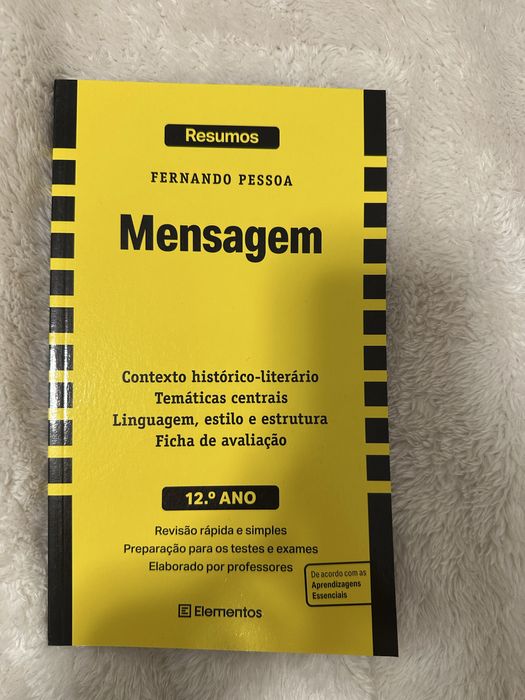 Resumos
FERNANDO PESSOA
Mensagem
Contexto histórico-literário
Temáticas centrais
Linguagem, estilo e estrutura
Ficha de avaliação
12.º ANO
Revisão rápida e simples
Preparação para os testes e exames
Elaborado por professores
De acordo com as
Aprendizagens
Essenciais
E Elementos